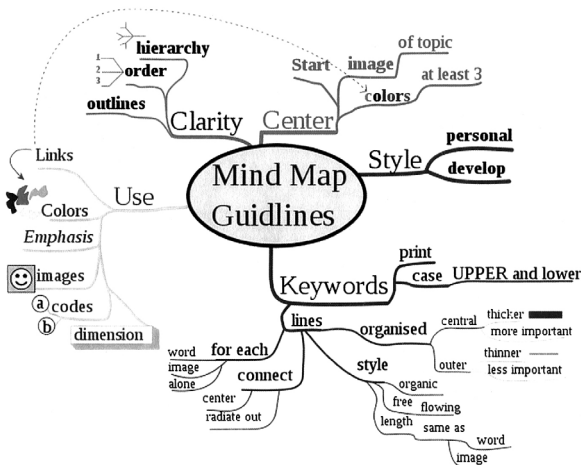 Mind Map
Guidlines
Clarity
hierarchy
order
1
2
3
outlines
Center
Start
image
of topic
colors
at least 3
Style
personal
develop
Keywords
print
case
UPPER and lower
lines
organised
central
thicker
more important
outer
thinner
less important
style
organic
free
flowing
length
same as
word
image
for each
word
image
alone
connect
center
radiate out
Use
Links
Colors
Emphasis
images
codes
a
b
dimension